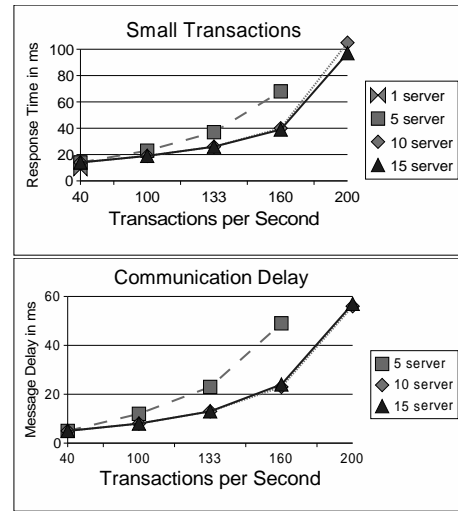 Small Transactions
Response Time in ms
100
80
60
40
20
0
40 100 133 160 200
Transactions per Second
1 server
5 server
10 server
15 server
Communication Delay
Message Delay in ms
60
40
20
0
40 100 133 160 200
Transactions per Second
5 server
10 server
15 server